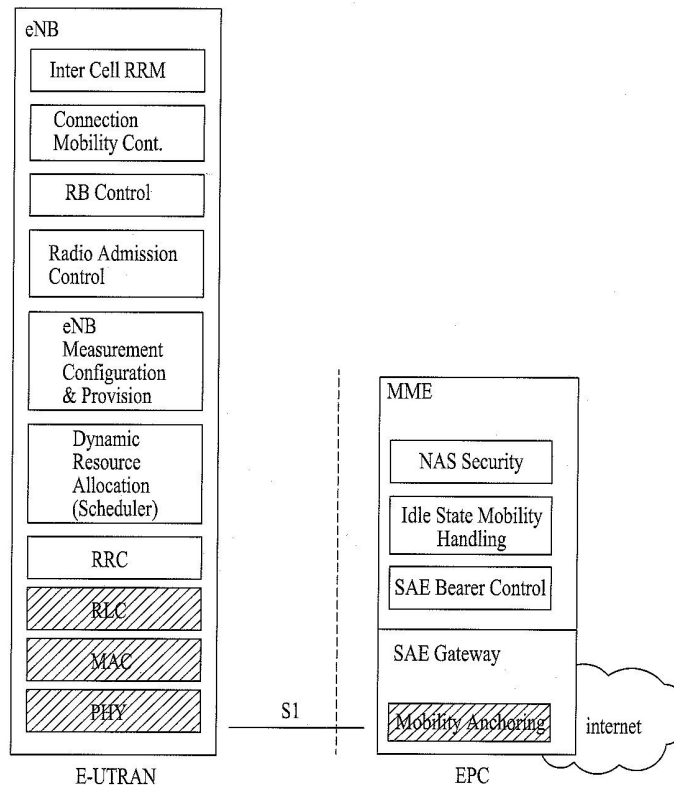 eNB
Inter Cell RRM
Connection
Mobility Cont.
RB Control
Radio Admission
Control
eNB
Measurement
Configuration
& Provision
Dynamic
Resource
Allocation
(Scheduler)
RRC
RLC
MAC
PHY
E-UTRAN
S1
MME
NAS Security
Idle State Mobility
Handling
SAE Bearer Control
SAE Gateway
Mobility Anchoring
EPC
internet